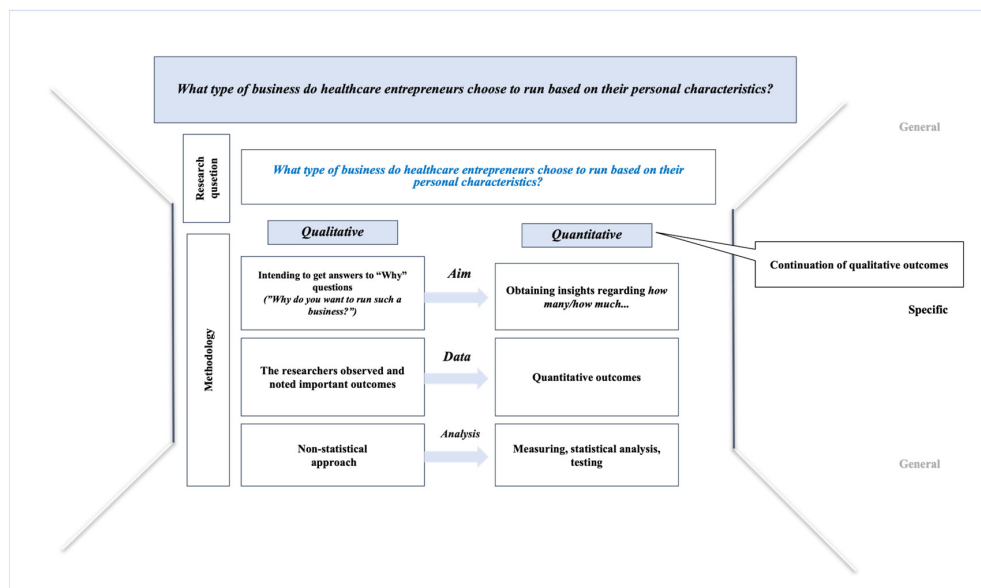 What type of business do healthcare entrepreneurs choose to run based on their personal characteristics?
General
Research
qusetion
What type of business do healthcare entrepreneurs choose to run based on their
personal characteristics?
Qualitative
Quantitative
Continuation of qualitative outcomes
Methodology
Intending to get answers to “Why”
questions
(”Why do you want to run such a
business?”)
Aim
Obtaining insights regarding how
many/how much...
Specific
The researchers observed and
noted important outcomes
Data
Quantitative outcomes
Non-statistical
approach
Analysis
Measuring, statistical analysis,
testing
General